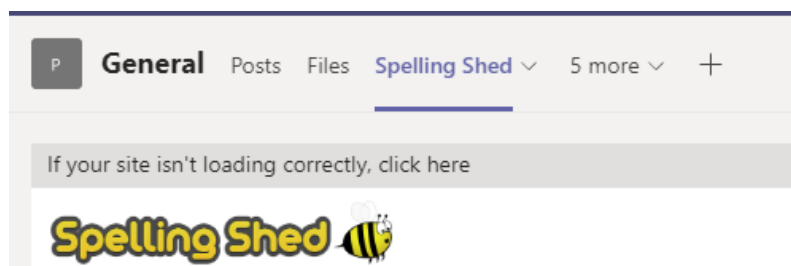 P General Posts Files Spelling Shed 5 more
If your site isn't loading correctly, click here
Spelling Shed